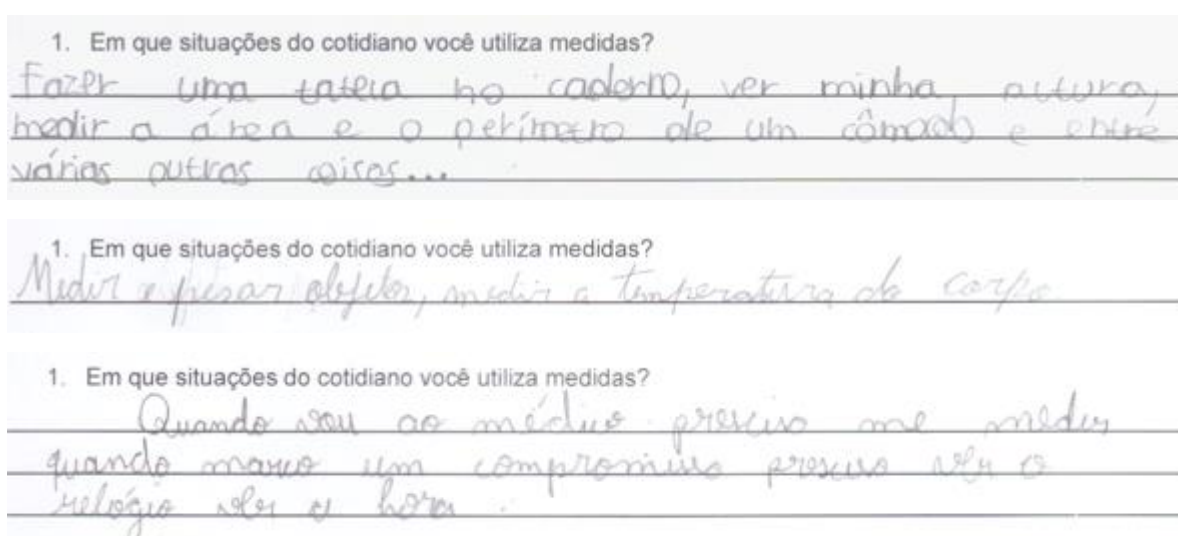 1. Em que situações do cotidiano você utiliza medidas?
Fazer uma tateia no caderno, ver minha altura,
medir a área e o perímetro de um cômodo e entre
várias outras coisas...
1. Em que situações do cotidiano você utiliza medidas?
Medir e pesar objetos, medir a temperatura do corpo
1. Em que situações do cotidiano você utiliza medidas?
Quando vou ao médico preciso me medir
quando marco um compromisso preciso ver o
relógio ver a hora.